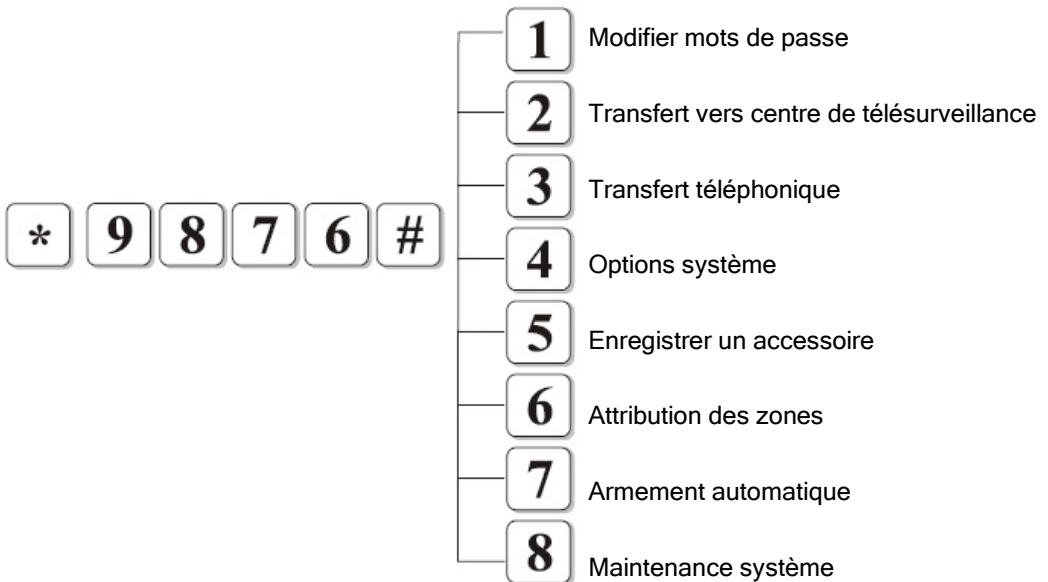 1 Modifier mots de passe
2 Transfert vers centre de télésurveillance
3 Transfert téléphonique
* 9 8 7 6 #
4 Options système
5 Enregistrer un accessoire
6 Attribution des zones
7 Armement automatique
8 Maintenance système